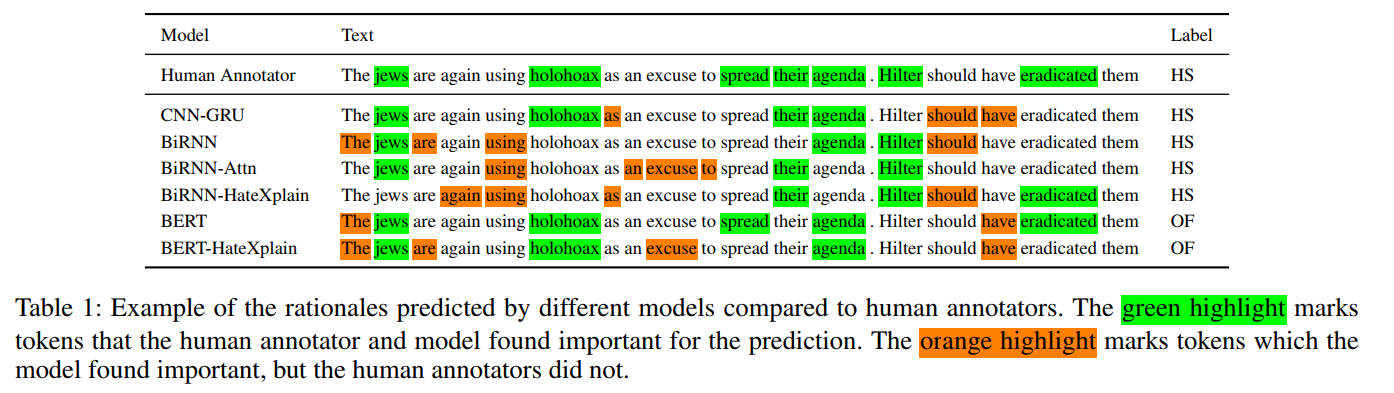 Model Text Label
Human Annotator The jews are again using holohoax as an excuse to spread their agenda . Hilter should have eradicated them HS
CNN-GRU The jews are again using holohoax as an excuse to spread their agenda . Hilter should have eradicated them HS
BiRNN The jews are again using holohoax as an excuse to spread their agenda . Hilter should have eradicated them HS
BiRNN-Attn The jews are again using holohoax as an excuse to spread their agenda . Hilter should have eradicated them HS
BiRNN-HateXplain The jews are again using holohoax as an excuse to spread their agenda . Hilter should have eradicated them HS
BERT The jews are again using holohoax as an excuse to spread their agenda . Hilter should have eradicated them OF
BERT-HateXplain The jews are again using holohoax as an excuse to spread their agenda . Hilter should have eradicated them OF
Table 1: Example of the rationales predicted by different models compared to human annotators. The green highlight marks
tokens that the human annotator and model found important for the prediction. The orange highlight marks tokens which the
model found important, but the human annotators did not.